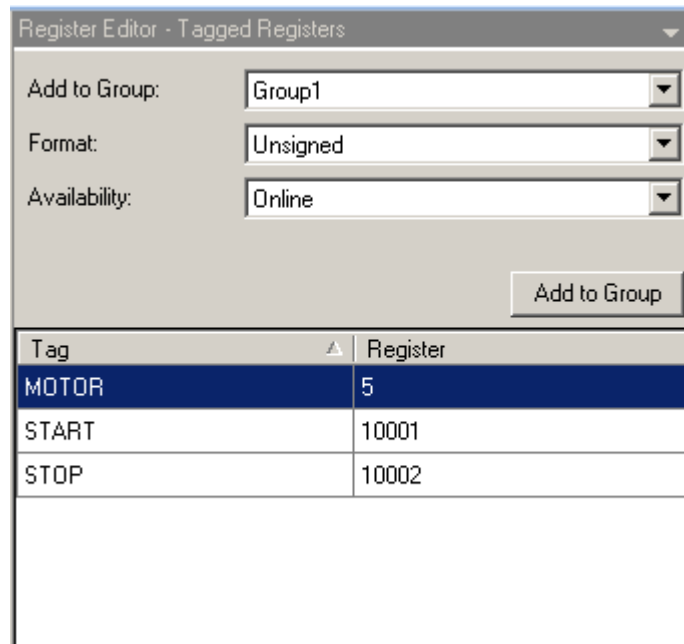 Register Editor - Tagged Registers
Add to Group: Group1
Format: Unsigned
Availability: Online
Add to Group
Tag Register
MOTOR 5
START 10001
STOP 10002